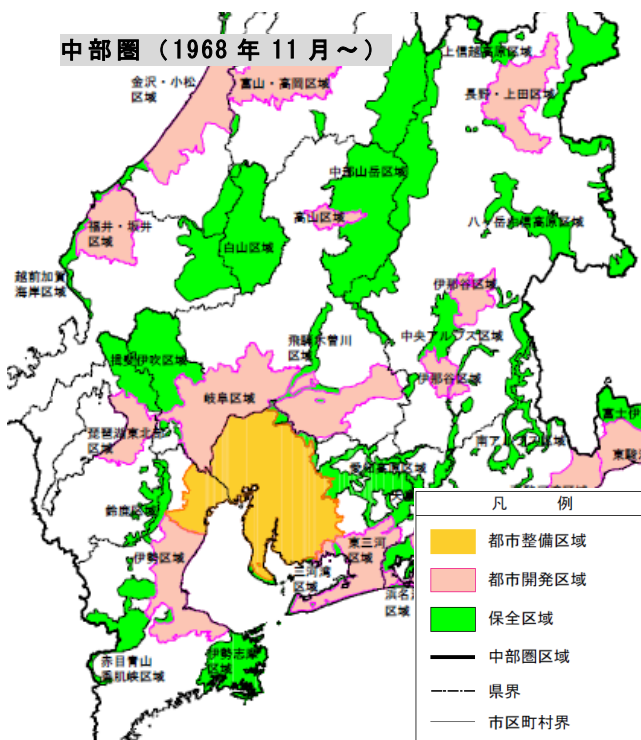 中部圏（1968年11月～）
上信越高原区域
金沢・小松
区域
富山・高岡区域
長野・上田区域
中部山岳区域
高山区域
福井・坂井
区域
白山区域
八ヶ岳中信高原区域
越前加賀
海岸区域
伊那谷区域
飛騨木曽川
区域
中央アルプス区域
揖斐伊吹区域
伊那谷区域
岐阜区域
富士伊
琵琶湖東北部
区域
南アルプス区域
東駿
愛知高原区域
鈴鹿区域
伊勢区域
東三河
区域
三河湾
区域
浜名
区域
赤目青山
香肌峡区域
伊勢志摩
区域
凡　例
都市整備区域
都市開発区域
保全区域
中部圏区域
県界
市区町村界